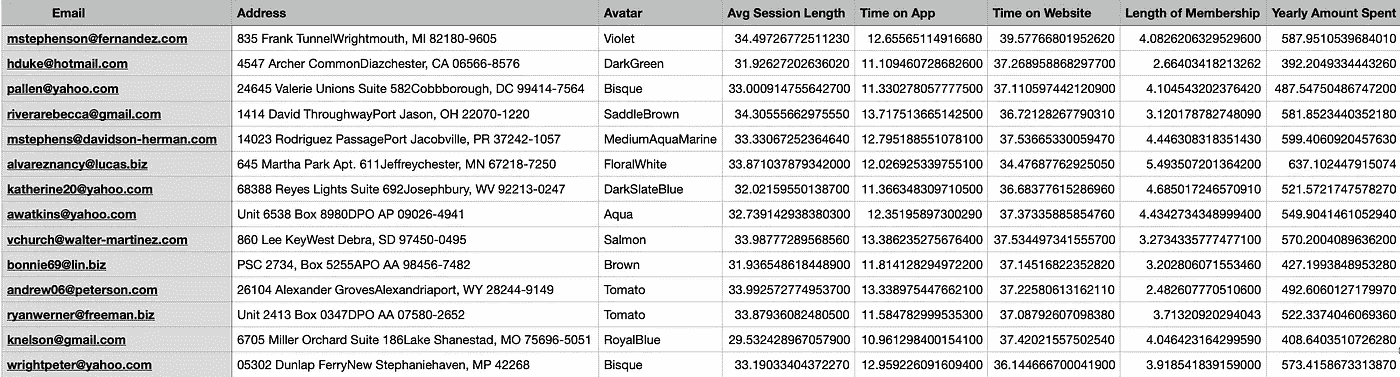 Email Address Avatar Avg Session Length Time on App Time on Website Length of Membership Yearly Amount Spent
mstephenson@fernandez.com 835 Frank TunnelWrightmouth, MI 82180-9605 Violet 34.49726772511230 12.65565114916680 39.57766801952620 4.0826206329529600 587.9510539684010
hduke@hotmail.com 4547 Archer CommonDiazchester, CA 06566-8576 DarkGreen 31.92627202636020 11.109460728682600 37.268958868297700 2.66403418213262 392.2049334443260
pallen@yahoo.com 24645 Valerie Unions Suite 582Cobbborough, DC 99414-7564 Bisque 33.000914755642700 11.330278057777500 37.110597442120900 4.104543202376420 487.54750486747200
riverarebecca@gmail.com 1414 David ThroughwayPort Jason, OH 22070-1220 SaddleBrown 34.30555662975550 13.717513665142500 36.72128267790310 3.120178782748090 581.8523440352180
mstephens@davidson-herman.com 14023 Rodriguez PassagePort Jacobville, PR 37242-1057 MediumAquaMarine 33.33067252364640 12.795188551078100 37.53665330059470 4.446308318351430 599.4060920457630
alvareznancy@lucas.biz 645 Martha Park Apt. 611Jeffreychester, MN 67218-7250 FloralWhite 33.871037879342000 12.026925339755100 34.47687762925050 5.493507201364200 637.102447915074
katherine20@yahoo.com 68388 Reyes Lights Suite 692Josephbury, WV 92213-0247 DarkSlateBlue 32.02159550138700 11.366348309710500 36.68377615286960 4.685017246570910 521.5721747578270
awatkins@yahoo.com Unit 6538 Box 8980DPO AP 09026-4941 Aqua 32.739142938380300 12.35195897300290 37.37335885854760 4.4342734348999400 549.9041461052940
vchurch@walter-martinez.com 860 Lee KeyWest Debra, SD 97450-0495 Salmon 33.98777289568560 13.386235275676400 37.534497341555700 3.2734335777477100 570.2004089636200
bonnie69@lin.biz PSC 2734, Box 5255APO AA 98456-7482 Brown 31.936548618448900 11.814128294972200 37.14516822352820 3.202806071553460 427.1993848953280
andrew06@peterson.com 26104 Alexander GrovesAlexandriaport, WY 28244-9149 Tomato 33.992572774953700 13.338975447662100 37.22580613162110 2.482607770510600 492.6060127179970
ryanwerner@freeman.biz Unit 2413 Box 0347DPO AA 07580-2652 Tomato 33.87936082480500 11.584782999535300 37.08792607098380 3.71320920294043 522.3374046069360
knelson@gmail.com 6705 Miller Orchard Suite 186Lake Shanestad, MO 75696-5051 RoyalBlue 29.532428967057900 10.961298400154100 37.42021557502540 4.046423164299590 408.6403510726280
wrightpeter@yahoo.com 05302 Dunlap FerryNew Stephaniehaven, MP 42268 Bisque 33.19033404372270 12.959226091609400 36.144666700041900 3.918541839159000 573.4158673313870